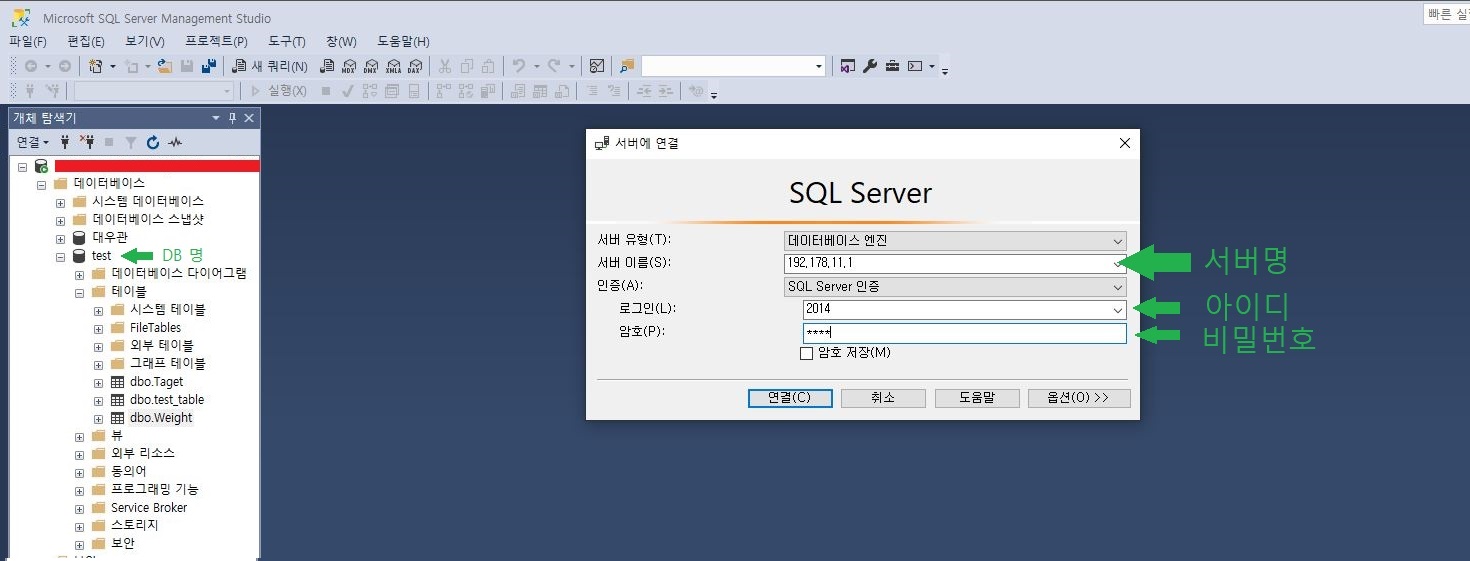 Microsoft SQL Server Management Studio
빠른 실
파일(F) 편집(E) 보기(V) 프로젝트(P) 도구(T) 창(W) 도움말(H)
새 쿼리(N) MDX DMX XMLA DAX
실행(X)
개체 탐색기
연결
데이터베이스
시스템 데이터베이스
데이터베이스 스냅샷
대우관
test DB 명
데이터베이스 다이어그램
테이블
시스템 테이블
FileTables
외부 테이블
그래프 테이블
dbo.Taget
dbo.test_table
dbo.Weight
뷰
외부 리소스
동의어
프로그래밍 기능
Service Broker
스토리지
보안
서버에 연결
SQL Server
서버 유형(T): 데이터베이스 엔진
서버 이름(S): 192.178.11.1 서버명
인증(A): SQL Server 인증
로그인(L): 2014 아이디
암호(P): **** 비밀번호
암호 저장(M)
연결(C) 취소 도움말 옵션(O) >>